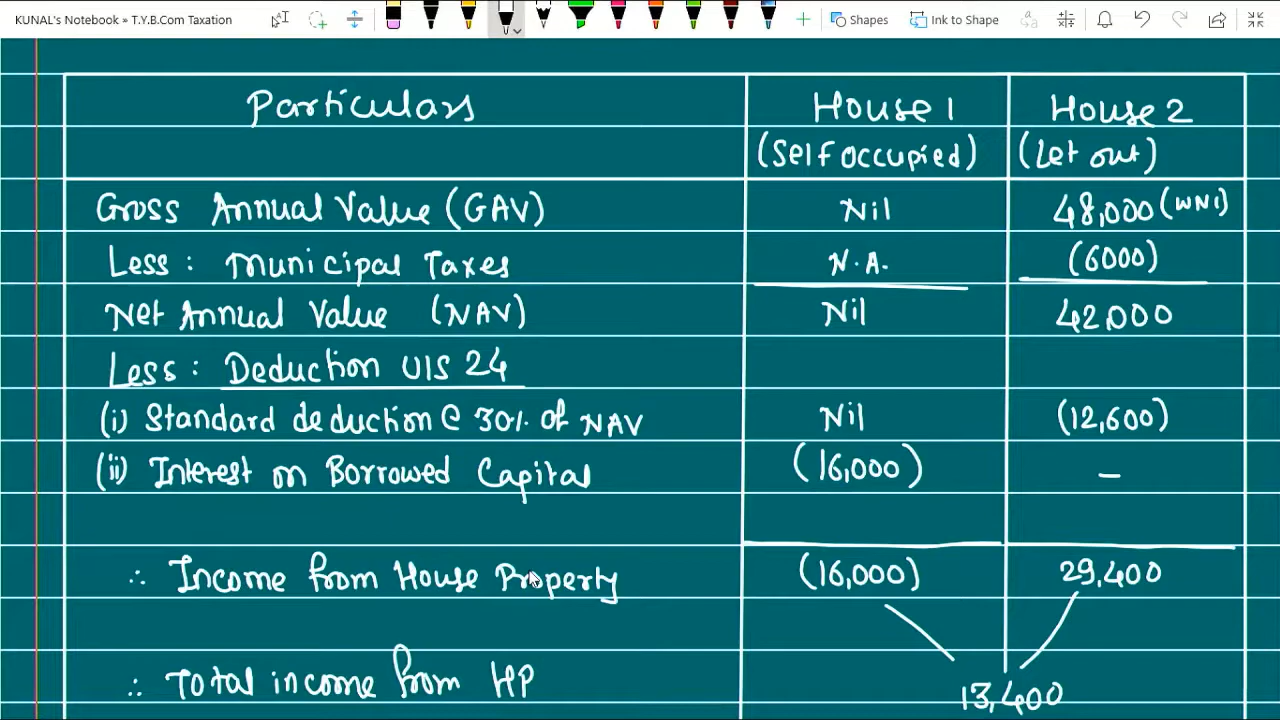 KUNAL's Notebook » T.Y.B.Com Taxation
Shapes Ink to Shape
Particulars House 1 House 2
(Self occupied) (Let out)
Gross Annual Value (GAV) Nil 48,000 (WN1)
Less : Municipal Taxes N.A. (6000)
Net Annual Value (NAV) Nil 42,000
Less : Deduction U/S 24
(i) Standard deduction @ 30% of NAV Nil (12,600)
(ii) Interest on Borrowed Capital (16,000) –
∴ Income from House Property (16,000) 29,400
∴ Total income from HP 13,400